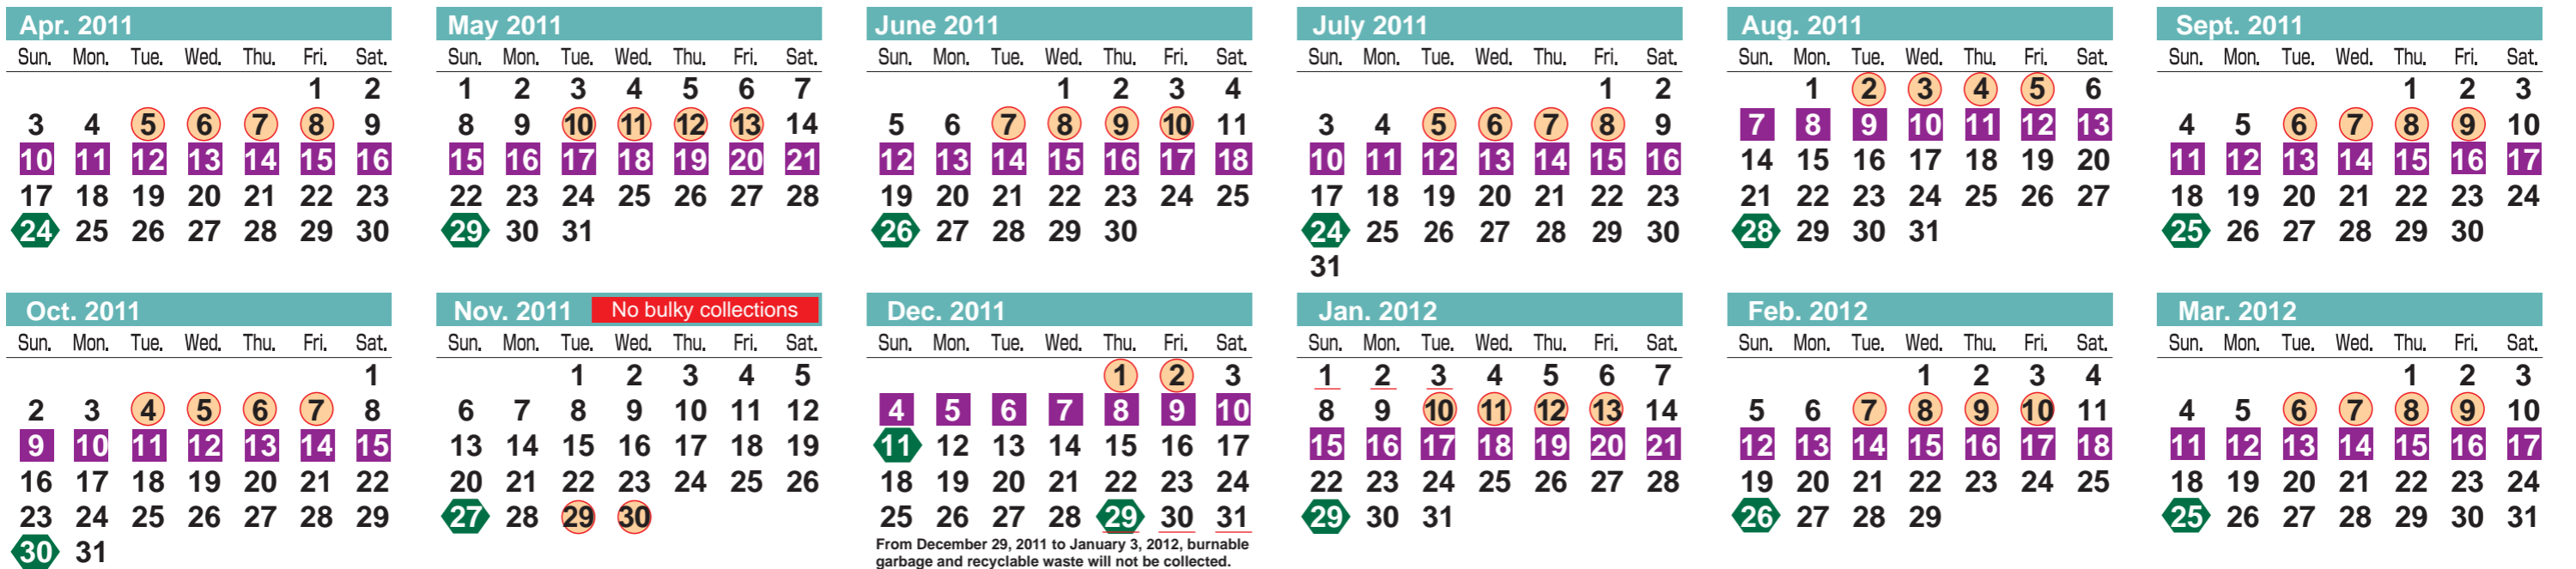 Apr. 2011
Sun. Mon. Tue. Wed. Thu. Fri. Sat.
1 2
3 4 5 6 7 8 9
10 11 12 13 14 15 16
17 18 19 20 21 22 23
24 25 26 27 28 29 30
May 2011
Sun. Mon. Tue. Wed. Thu. Fri. Sat.
1 2 3 4 5 6 7
8 9 10 11 12 13 14
15 16 17 18 19 20 21
22 23 24 25 26 27 28
29 30 31
June 2011
Sun. Mon. Tue. Wed. Thu. Fri. Sat.
1 2 3 4
5 6 7 8 9 10 11
12 13 14 15 16 17 18
19 20 21 22 23 24 25
26 27 28 29 30
July 2011
Sun. Mon. Tue. Wed. Thu. Fri. Sat.
1 2
3 4 5 6 7 8 9
10 11 12 13 14 15 16
17 18 19 20 21 22 23
24 25 26 27 28 29 30
31
Aug. 2011
Sun. Mon. Tue. Wed. Thu. Fri. Sat.
1 2 3 4 5 6
7 8 9 10 11 12 13
14 15 16 17 18 19 20
21 22 23 24 25 26 27
28 29 30 31
Sept. 2011
Sun. Mon. Tue. Wed. Thu. Fri. Sat.
1 2 3
4 5 6 7 8 9 10
11 12 13 14 15 16 17
18 19 20 21 22 23 24
25 26 27 28 29 30
Oct. 2011
Sun. Mon. Tue. Wed. Thu. Fri. Sat.
1
2 3 4 5 6 7 8
9 10 11 12 13 14 15
16 17 18 19 20 21 22
23 24 25 26 27 28 29
30 31
Nov. 2011 No bulky collections
Sun. Mon. Tue. Wed. Thu. Fri. Sat.
1 2 3 4 5
6 7 8 9 10 11 12
13 14 15 16 17 18 19
20 21 22 23 24 25 26
27 28 29 30
Dec. 2011
Sun. Mon. Tue. Wed. Thu. Fri. Sat.
1 2 3
4 5 6 7 8 9 10
11 12 13 14 15 16 17
18 19 20 21 22 23 24
25 26 27 28 29 30 31
From December 29, 2011 to January 3, 2012, burnable
garbage and recyclable waste will not be collected.
Jan. 2012
Sun. Mon. Tue. Wed. Thu. Fri. Sat.
1 2 3 4 5 6 7
8 9 10 11 12 13 14
15 16 17 18 19 20 21
22 23 24 25 26 27 28
29 30 31
Feb. 2012
Sun. Mon. Tue. Wed. Thu. Fri. Sat.
1 2 3 4
5 6 7 8 9 10 11
12 13 14 15 16 17 18
19 20 21 22 23 24 25
26 27 28 29
Mar. 2012
Sun. Mon. Tue. Wed. Thu. Fri. Sat.
1 2 3
4 5 6 7 8 9 10
11 12 13 14 15 16 17
18 19 20 21 22 23 24
25 26 27 28 29 30 31